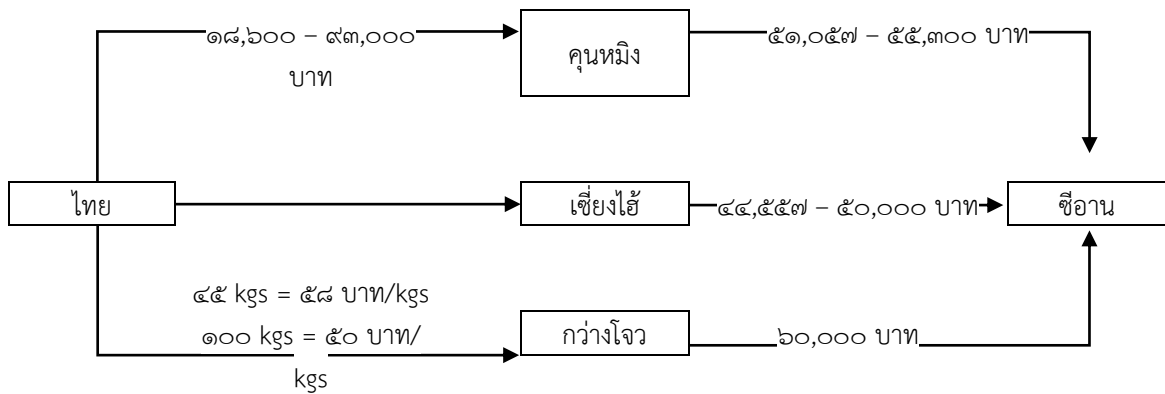 ๑๘,๖๐๐ – ๙๓,๐๐๐
บาท
คุนหมิง
๕๑,๐๕๗ – ๕๕,๓๐๐ บาท
ไทย
เซี่ยงไฮ้
๔๔,๕๕๗ – ๕๐,๐๐๐ บาท
ซีอาน
๔๕ kgs = ๕๘ บาท/kgs
๑๐๐ kgs = ๕๐ บาท/
kgs
กว่างโจว
๖๐,๐๐๐ บาท